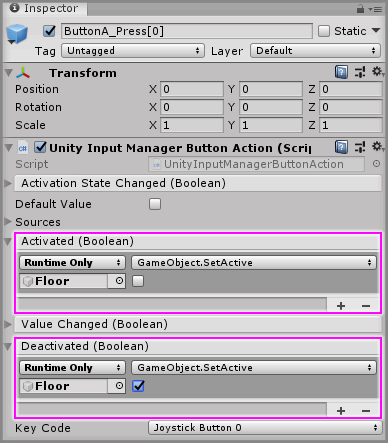 Inspector
ButtonA_Press[0] Static
Tag Untagged Layer Default
Transform
Position X 0 Y 0 Z 0
Rotation X 0 Y 0 Z 0
Scale X 1 Y 1 Z 1
Unity Input Manager Button Action (Scrip
Script UnityInputManagerButtonAction
Activation State Changed (Boolean)
Default Value
Sources
Activated (Boolean)
Runtime Only GameObject.SetActive
Floor
+ −
Value Changed (Boolean)
Deactivated (Boolean)
Runtime Only GameObject.SetActive
Floor
+ −
Key Code Joystick Button 0